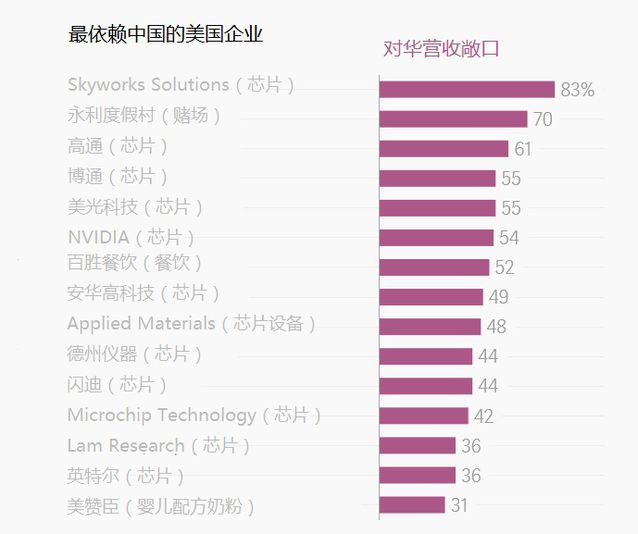 最依赖中国的美国企业
对华营收敞口
Skyworks Solutions（芯片） 83%
永利度假村（赌场） 70
高通（芯片） 61
博通（芯片） 55
美光科技（芯片） 55
NVIDIA（芯片） 54
百胜餐饮（餐饮） 52
安华高科技（芯片） 49
Applied Materials（芯片设备） 48
德州仪器（芯片） 44
闪迪（芯片） 44
Microchip Technology（芯片） 42
Lam Research（芯片） 36
英特尔（芯片） 36
美赞臣（婴儿配方奶粉） 31